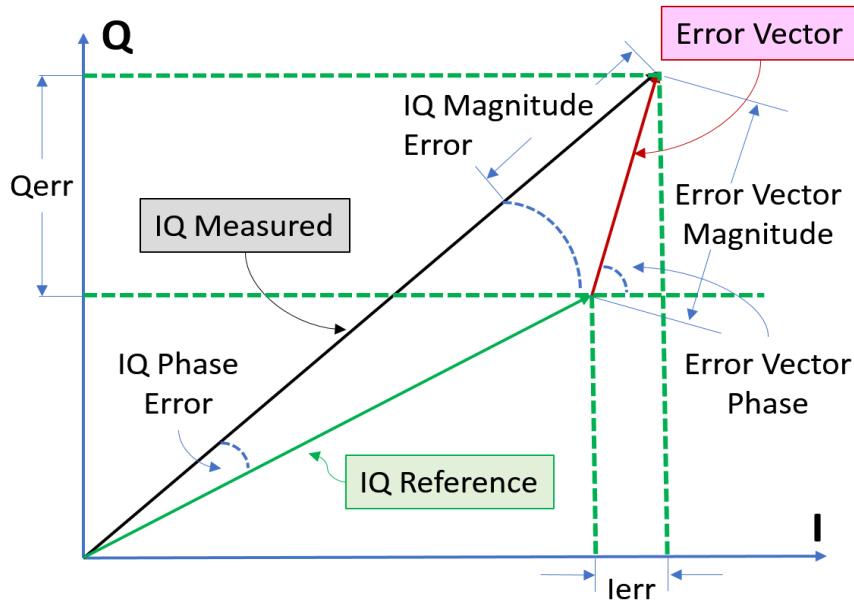 Q
Error Vector
IQ Magnitude
Error
Qerr
IQ Measured
Error Vector
Magnitude
IQ Phase
Error
Error Vector
Phase
IQ Reference
I
Ierr